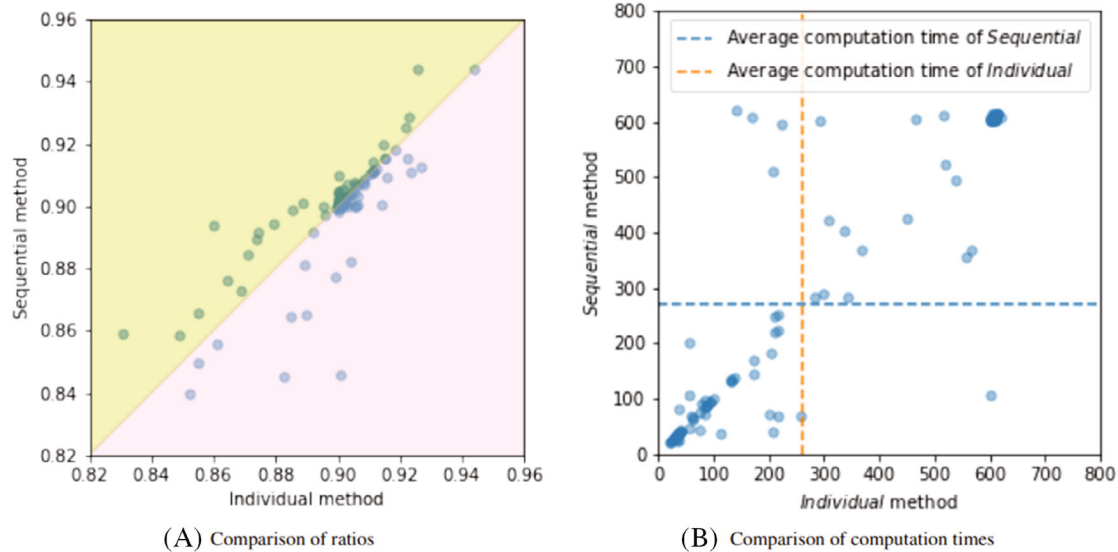 0.96
0.94
0.92
0.90
0.88
0.86
0.84
0.82
Sequential method
0.82 0.84 0.86 0.88 0.90 0.92 0.94 0.96
Individual method
(A) Comparison of ratios
800
700
600
500
400
300
200
100
0
Sequential method
Average computation time of Sequential
Average computation time of Individual
0 100 200 300 400 500 600 700 800
Individual method
(B) Comparison of computation times